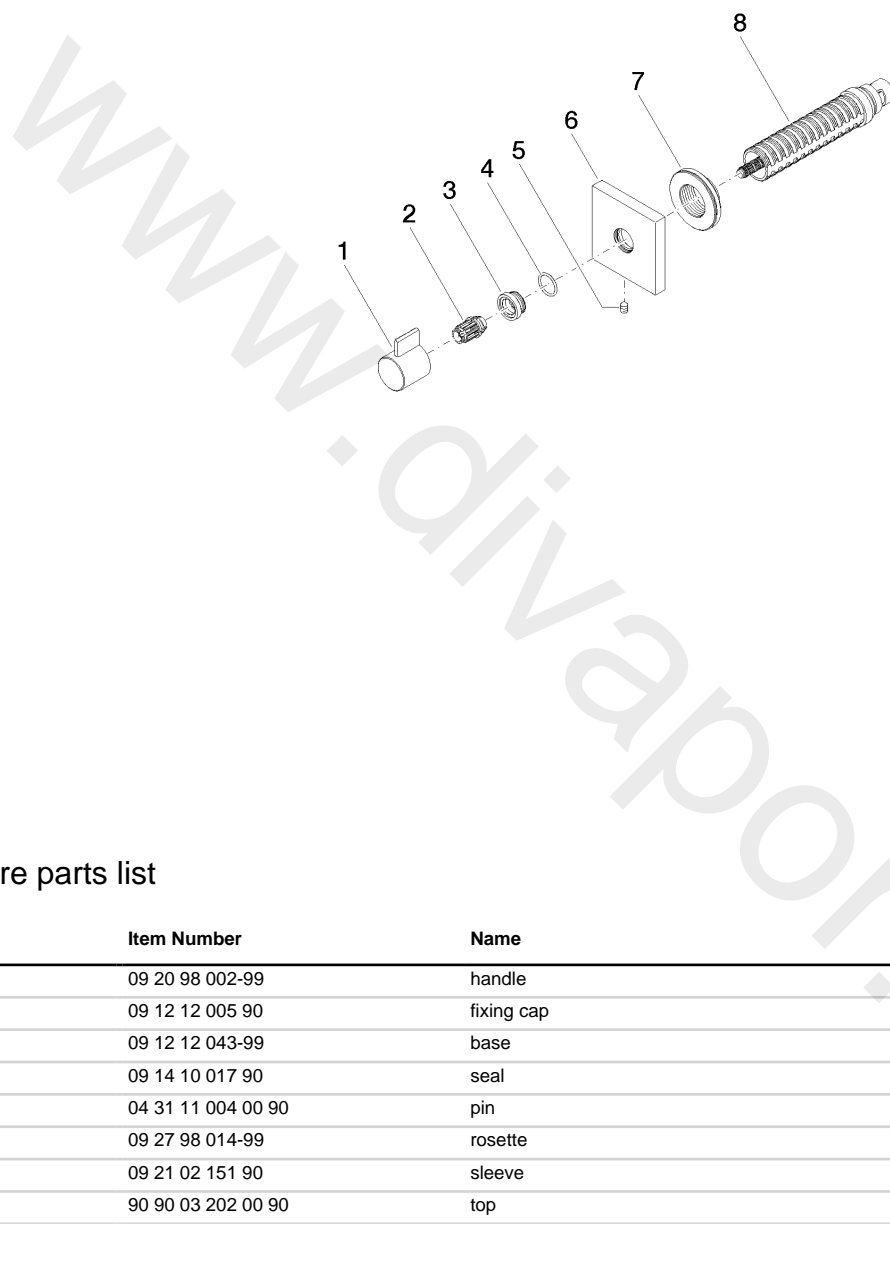 8
7
6
5
4
3
2
1
www.divapor
re parts list
Item Number Name
09 20 98 002-99 handle
09 12 12 005 90 fixing cap
09 12 12 043-99 base
09 14 10 017 90 seal
04 31 11 004 00 90 pin
09 27 98 014-99 rosette
09 21 02 151 90 sleeve
90 90 03 202 00 90 top